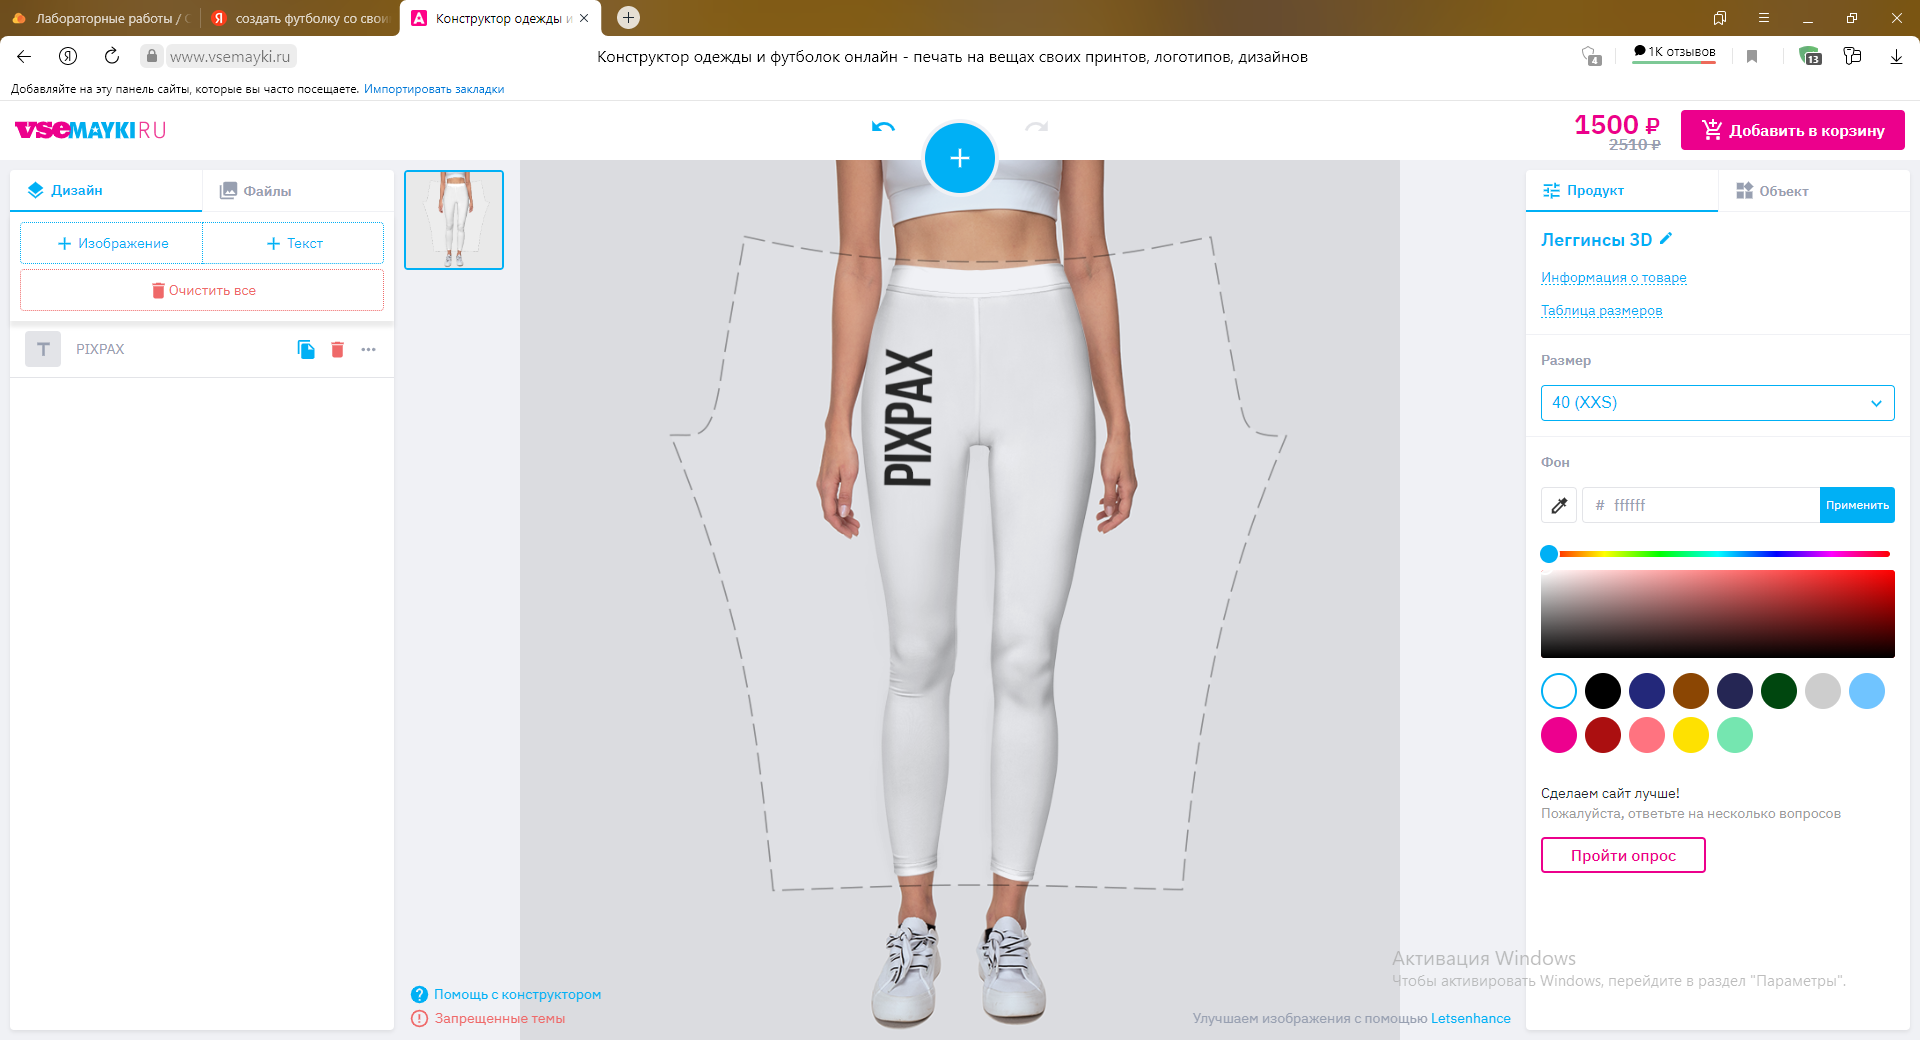 Лабораторные работы /
создать футболку со свои
Конструктор одежды и
www.vsemayki.ru
Конструктор одежды и футболок онлайн - печать на вещах своих принтов, логотипов, дизайнов
4
1К отзывов
13
Добавляйте на эту панель сайты, которые вы часто посещаете. Импортировать закладки
VSEMAYKI.RU
1500 ₽
2510 ₽
Добавить в корзину
Дизайн
Файлы
Изображение
Текст
Очистить все
T PIXPAX
PIXPAX
Продукт
Объект
Леггинсы 3D
Информация о товаре
Таблица размеров
Размер
40 (XXS)
Фон
# ffffff
Применить
Сделаем сайт лучше!
Пожалуйста, ответьте на несколько вопросов
Пройти опрос
Активация Windows
Чтобы активировать Windows, перейдите в раздел "Параметры".
Помощь с конструктором
Запрещенные темы
Улучшаем изображения с помощью Letsenhance